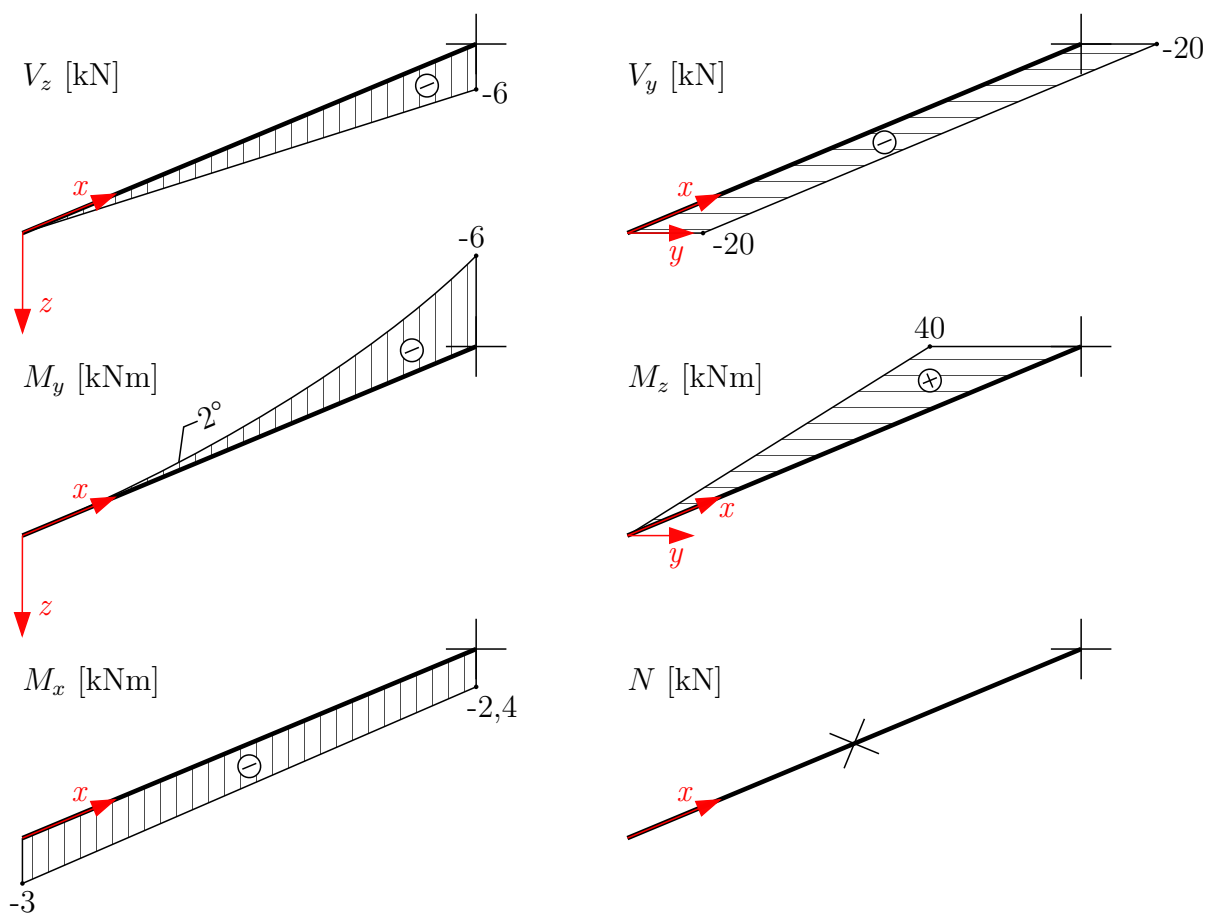 V_z [kN]
-6
x
z
V_y [kN]
-20
x
y
-20
M_y [kNm]
-6
2°
x
z
M_z [kNm]
40
x
y
M_x [kNm]
-2,4
x
-3
N [kN]
x